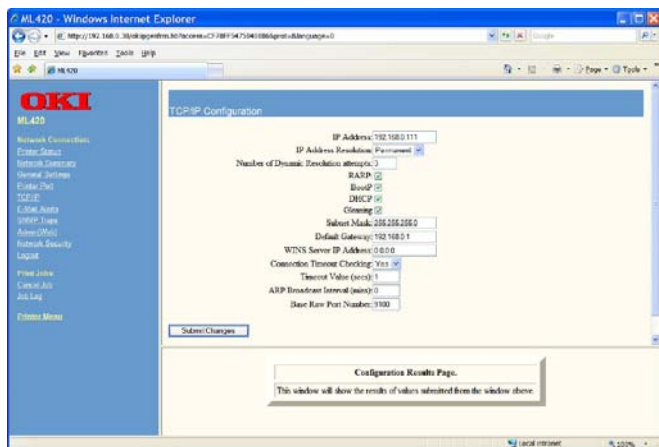 ML420 - Windows Internet Explorer
File Edit View Favorites Tools Help
ML420
Page Tools
OKI
ML420
Network Connection:
Printer Status
Network Summary
General Settings
Printer Port
TCP/IP
E-Mail Alerts
SNMP Traps
Admin(Web)
Network Security
Logout
Print Jobs:
Cancel Job
Job Log
Printer Menu
TCP/IP Configuration
IP Address: 192.168.0.111
IP Address Resolution: Permanent
Number of Dynamic Resolution attempts: 3
RARP:
BootP
DHCP
Gleaning
Subnet Mask: 255.255.255.0
Default Gateway: 192.168.0.1
WINS Server IP Address: 0.0.0.0
Connection Timeout Checking: Yes
Timeout Value (secs): 1
ARP Broadcast Interval (mins): 0
Base Raw Port Number: 9100
Submit Changes
Configuration Results Page.
This window will show the results of values submitted from the window above.
Local intranet
100%